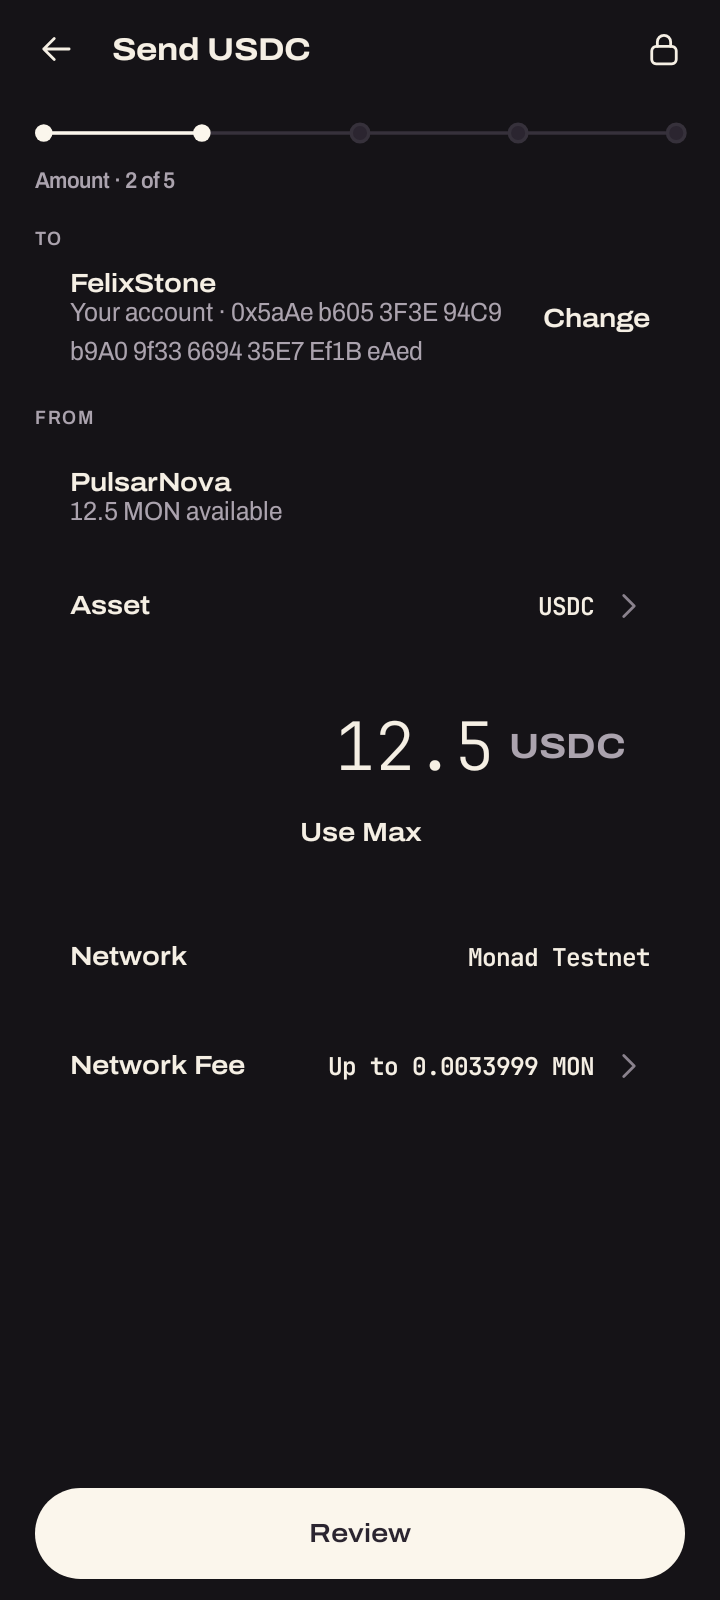 Send USDC
Amount · 2 of 5
TO
FelixStone
Your account · 0x5aAe b605 3F3E 94C9
b9A0 9f33 6694 35E7 Ef1B eAed
Change
FROM
PulsarNova
12.5 MON available
Asset
USDC
12.5 USDC
Use Max
Network
Monad Testnet
Network Fee
Up to 0.0033999 MON
Review